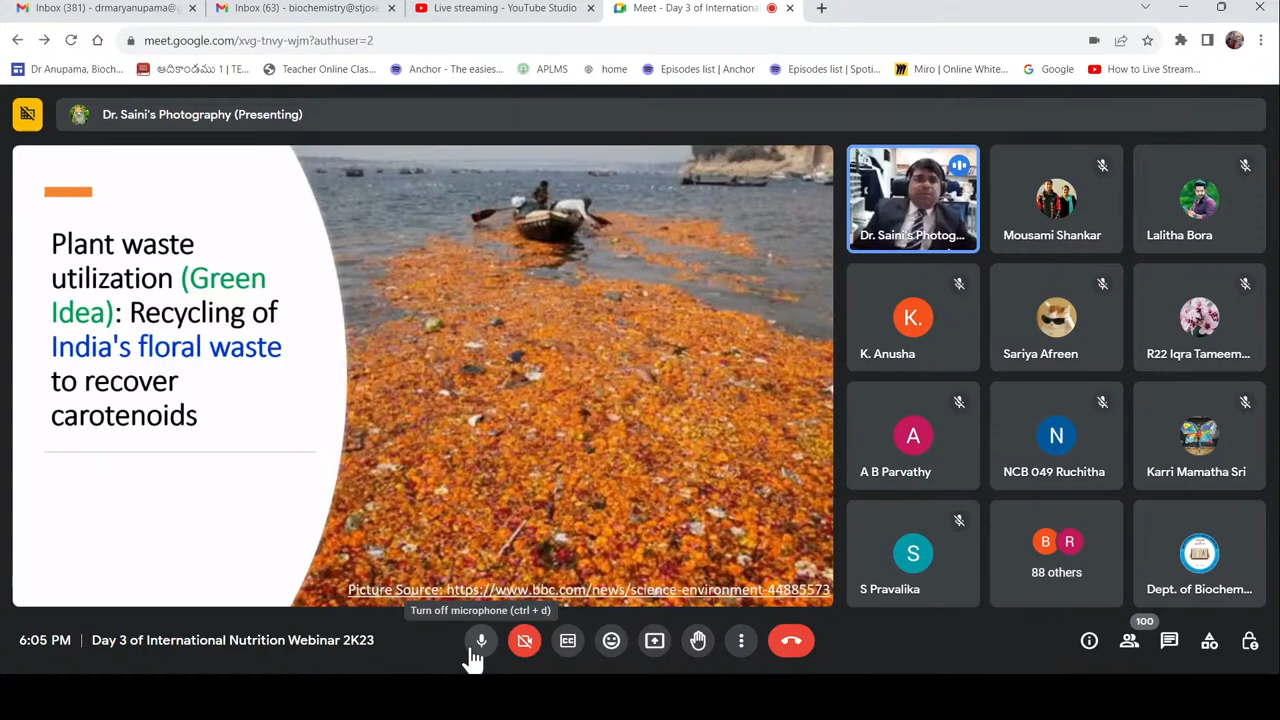 Inbox (381) - drmaryanupama@g
Inbox (63) - biochemistry@stjose
Live streaming - YouTube Studio
Meet - Day 3 of Internationa
meet.google.com/xvg-tnvy-wjm?authuser=2
Dr Anupama, Bioch...
ఆదికాండము 1 | TE...
Teacher Online Clas...
Anchor - The easies...
APLMS
home
Episodes list | Anchor
Episodes list | Spoti...
Miro | Online White...
Google
How to Live Stream...
Dr. Saini's Photography (Presenting)
Plant waste
utilization (Green
Idea): Recycling of
India's floral waste
to recover
carotenoids
Picture Source: https://www.bbc.com/news/science-environment-44885573
Dr. Saini's Photog...
Mousami Shankar
Lalitha Bora
K.
K. Anusha
Sariya Afreen
R22 Iqra Tameem...
A
A B Parvathy
N
NCB 049 Ruchitha
Karri Mamatha Sri
S
S Pravalika
B R
88 others
Dept. of Biochem...
Turn off microphone (ctrl + d)
6:05 PM | Day 3 of International Nutrition Webinar 2K23
100